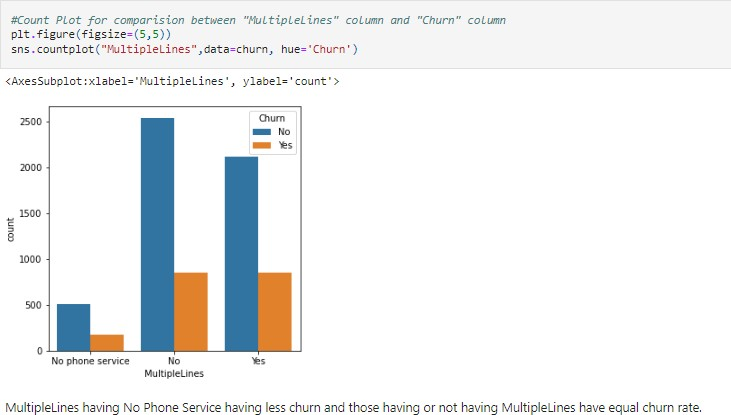 #Count Plot for comparision between "MultipleLines" column and "Churn" column
plt.figure(figsize=(5,5))
sns.countplot("MultipleLines",data=churn, hue='Churn')
<AxesSubplot:xlabel='MultipleLines', ylabel='count'>
Churn
No
Yes
2500
2000
1500
1000
500
0
count
No phone service No Yes
MultipleLines
MultipleLines having No Phone Service having less churn and those having or not having MultipleLines have equal churn rate.